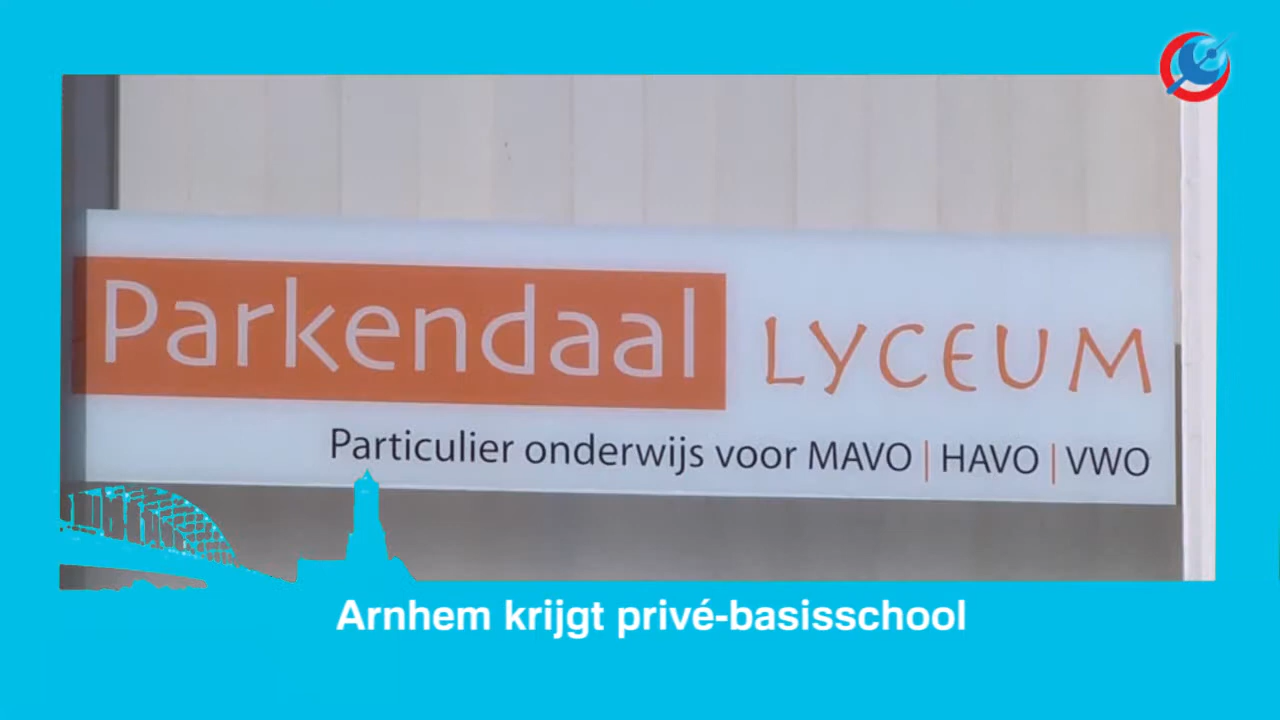 Parkendaal LYCEUM
Particulier onderwijs voor MAVO | HAVO | VWO
Arnhem krijgt privé-basisschool